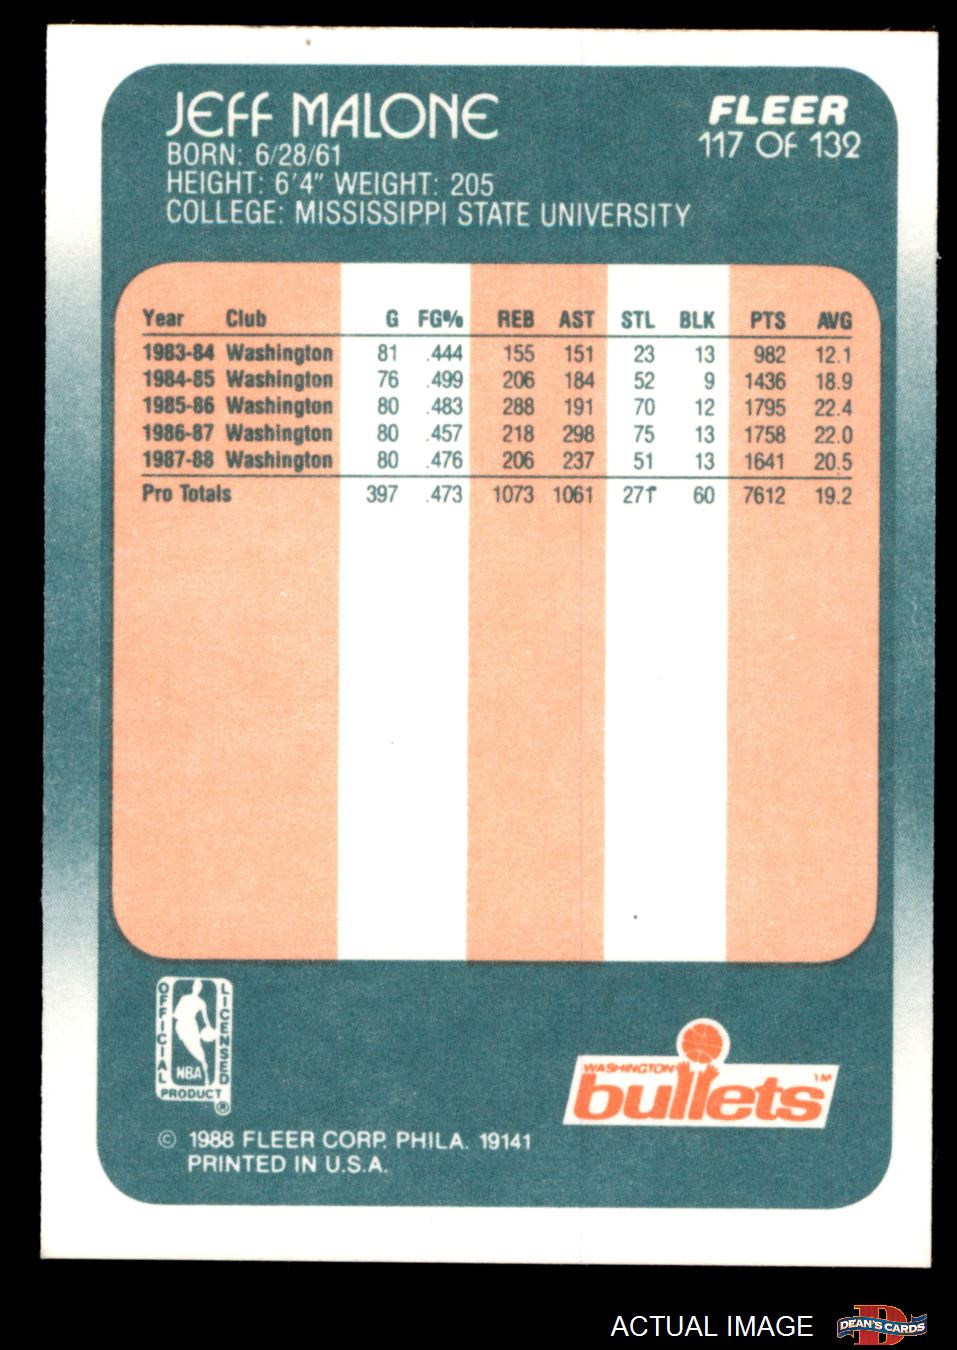 JEFF MALONE
BORN: 6/28/61
HEIGHT: 6'4" WEIGHT: 205
COLLEGE: MISSISSIPPI STATE UNIVERSITY
FLEER
117 OF 132
Year Club G FG% REB AST STL BLK PTS AVG
1983-84 Washington 81 .444 155 151 23 13 982 12.1
1984-85 Washington 76 .499 206 184 52 9 1436 18.9
1985-86 Washington 80 .483 288 191 70 12 1795 22.4
1986-87 Washington 80 .457 218 298 75 13 1758 22.0
1987-88 Washington 80 .476 206 237 51 13 1641 20.5
Pro Totals 397 .473 1073 1061 271 60 7612 19.2
OFFICIAL LICENSED
NBA
PRODUCT
®
WASHINGTON
bullets™
© 1988 FLEER CORP. PHILA. 19141
PRINTED IN U.S.A.
ACTUAL IMAGE
D
DEAN'S CARDS